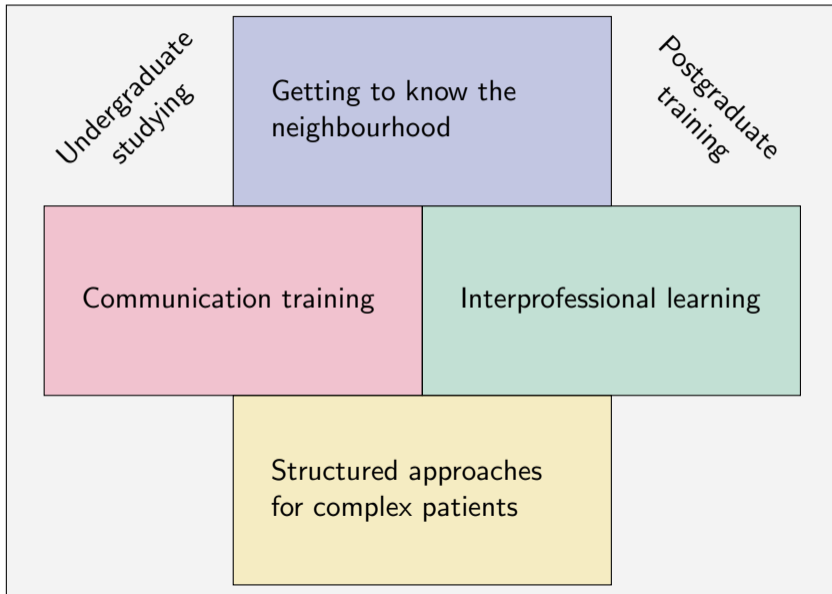 Undergraduate
studying
Getting to know the
neighbourhood
Postgraduate
training
Communication training
Interprofessional learning
Structured approaches
for complex patients